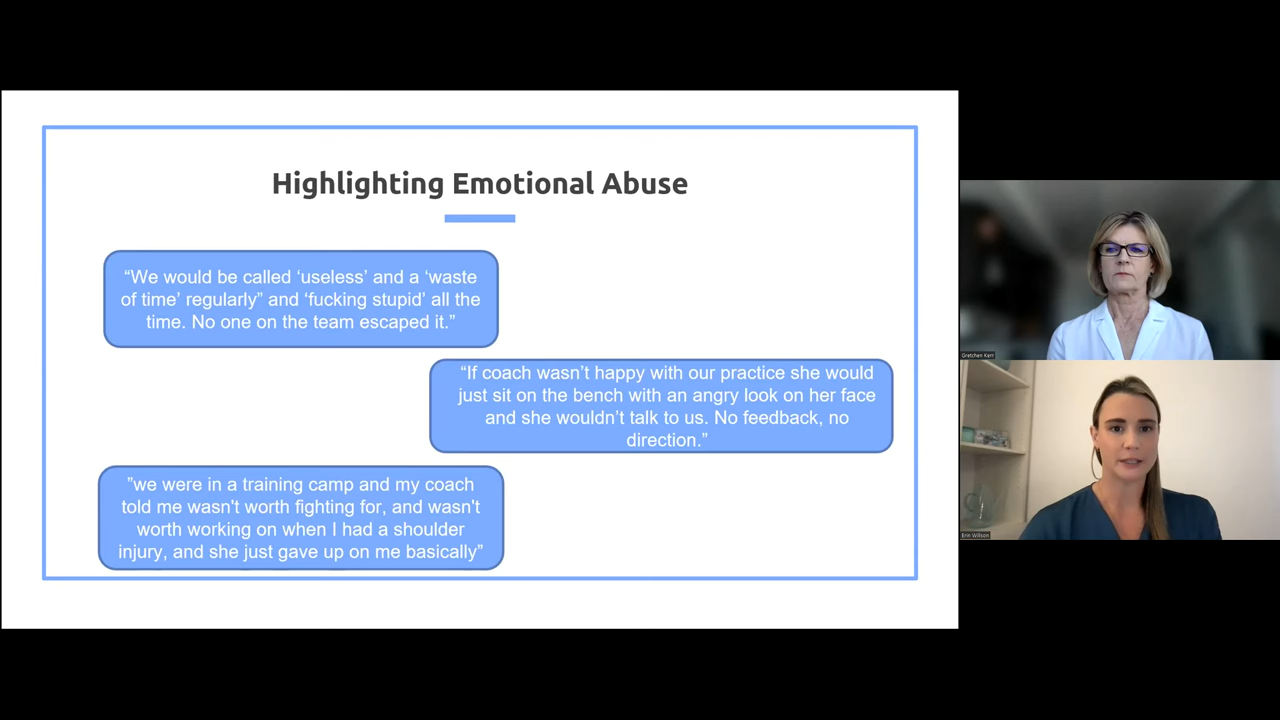 Highlighting Emotional Abuse
“We would be called ‘useless’ and a ‘waste
of time’ regularly” and ‘fucking stupid’ all the
time. No one on the team escaped it.”
“If coach wasn’t happy with our practice she would
just sit on the bench with an angry look on her face
and she wouldn’t talk to us. No feedback, no
direction.”
”we were in a training camp and my coach
told me wasn't worth fighting for, and wasn't
worth working on when I had a shoulder
injury, and she just gave up on me basically”
Gretchen Kerr
Erin Willson